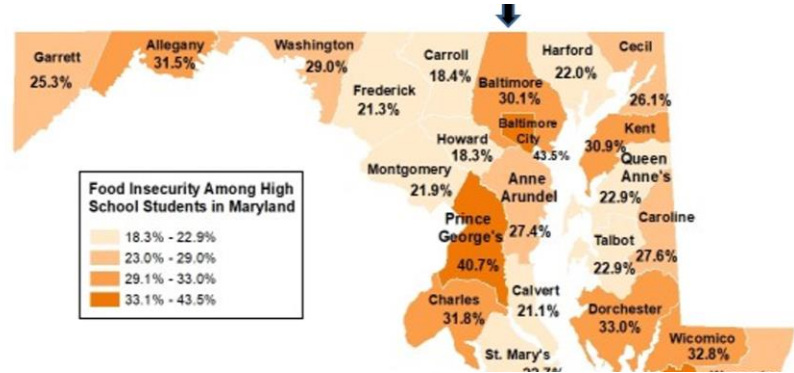 Garrett
25.3%
Allegany
31.5%
Washington
29.0%
Frederick
21.3%
Carroll
18.4%
Baltimore
30.1%
Baltimore
City
43.5%
Harford
22.0%
Cecil
26.1%
Kent
30.9%
Queen
Anne's
22.9%
Howard
18.3%
Montgomery
21.9%
Anne
Arundel
27.4%
Prince
George's
40.7%
Caroline
27.6%
Talbot
22.9%
Calvert
21.1%
Charles
31.8%
Dorchester
33.0%
Wicomico
32.8%
St. Mary's
Food Insecurity Among High
School Students in Maryland
18.3% - 22.9%
23.0% - 29.0%
29.1% - 33.0%
33.1% - 43.5%